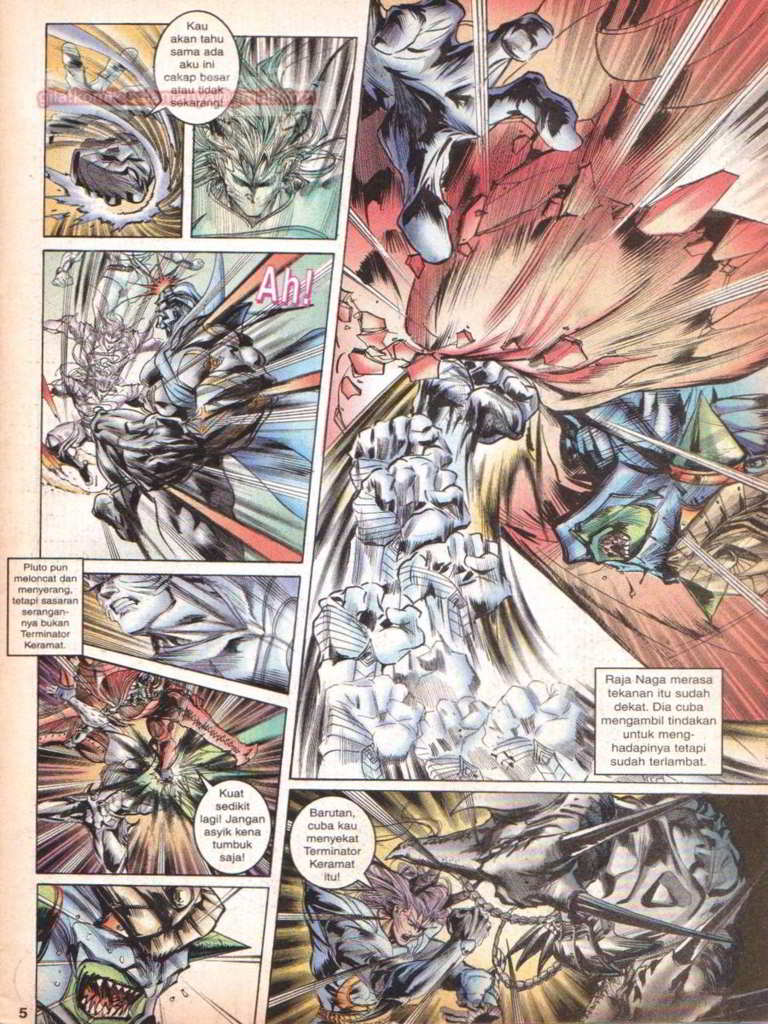 Kau
akan tahu
sama ada
aku ini
cakap besar
atau tidak
sekarang!
Ah!
Pluto pun
meloncat dan
menyerang,
tetapi sasaran
serangan-
nya bukan
Terminator
Keramat.
Raja Naga merasa
tekanan itu sudah
dekat. Dia cuba
mengambil tindakan
untuk meng-
hadapinya tetapi
sudah terlambat.
Kuat
sedikit
lagi! Jangan
asyik kena
tumbuk
saja!
Barutan,
cuba kau
menyekat
Terminator
Keramat
itu!
5